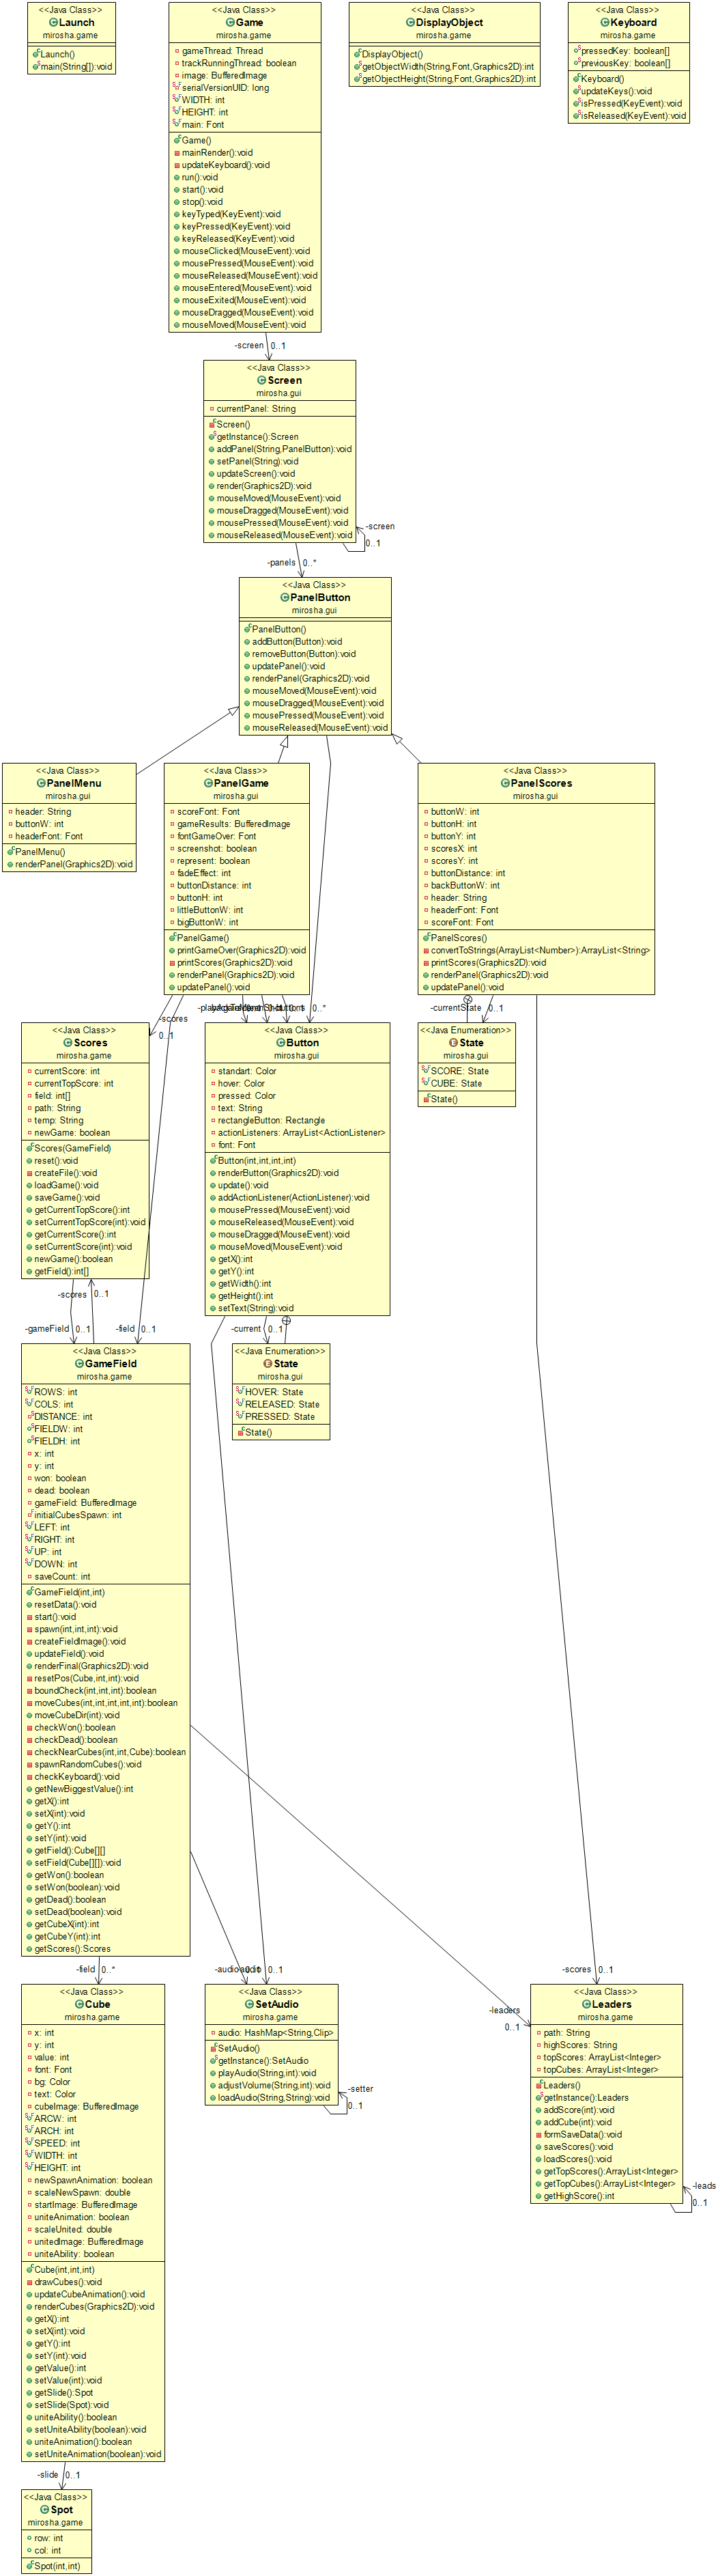 <<Java Class>>
Launch
mirosha.game
Launch()
main(String[]):void
<<Java Class>>
Game
mirosha.game
gameThread: Thread
trackRunningThread: boolean
image: BufferedImage
serialVersionUID: long
WIDTH: int
HEIGHT: int
main: Font
Game()
mainRender():void
updateKeyboard():void
run():void
start():void
stop():void
keyTyped(KeyEvent):void
keyPressed(KeyEvent):void
keyReleased(KeyEvent):void
mouseClicked(MouseEvent):void
mousePressed(MouseEvent):void
mouseReleased(MouseEvent):void
mouseEntered(MouseEvent):void
mouseExited(MouseEvent):void
mouseDragged(MouseEvent):void
mouseMoved(MouseEvent):void
<<Java Class>>
DisplayObject
mirosha.game
DisplayObject()
getObjectWidth(String,Font,Graphics2D):int
getObjectHeight(String,Font,Graphics2D):int
<<Java Class>>
Keyboard
mirosha.game
pressedKey: boolean[]
previousKey: boolean[]
Keyboard()
updateKeys():void
isPressed(KeyEvent):void
isReleased(KeyEvent):void
-screen 0..1
<<Java Class>>
Screen
mirosha.gui
currentPanel: String
Screen()
getInstance():Screen
addPanel(String,PanelButton):void
setPanel(String):void
updateScreen():void
render(Graphics2D):void
mouseMoved(MouseEvent):void
mouseDragged(MouseEvent):void
mousePressed(MouseEvent):void
mouseReleased(MouseEvent):void
-screen
0..1
-panels 0..*
<<Java Class>>
PanelButton
mirosha.gui
PanelButton()
addButton(Button):void
removeButton(Button):void
updatePanel():void
renderPanel(Graphics2D):void
mouseMoved(MouseEvent):void
mouseDragged(MouseEvent):void
mousePressed(MouseEvent):void
mouseReleased(MouseEvent):void
<<Java Class>>
PanelMenu
mirosha.gui
header: String
buttonW: int
headerFont: Font
PanelMenu()
renderPanel(Graphics2D):void
<<Java Class>>
PanelGame
mirosha.gui
scoreFont: Font
gameResults: BufferedImage
fontGameOver: Font
screenshot: boolean
represent: boolean
fadeEffect: int
buttonDistance: int
buttonH: int
littleButtonW: int
bigButtonW: int
PanelGame()
printGameOver(Graphics2D):void
printScores(Graphics2D):void
renderPanel(Graphics2D):void
updatePanel():void
<<Java Class>>
PanelScores
mirosha.gui
buttonW: int
buttonH: int
buttonY: int
scoresX: int
scoresY: int
buttonDistance: int
backButtonW: int
header: String
headerFont: Font
scoreFont: Font
PanelScores()
convertToStrings(ArrayList<Number>):ArrayList<String>
printScores(Graphics2D):void
renderPanel(Graphics2D):void
updatePanel():void
-scores
0..1
0..*
-currentState
0..1
<<Java Class>>
Scores
mirosha.game
currentScore: int
currentTopScore: int
field: int[]
path: String
temp: String
newGame: boolean
Scores(GameField)
reset():void
createFile():void
loadGame():void
saveGame():void
getCurrentTopScore():int
setCurrentTopScore(int):void
getCurrentScore():int
setCurrentScore(int):void
newGame():boolean
getField():int[]
<<Java Class>>
Button
mirosha.gui
standart: Color
hover: Color
pressed: Color
text: String
rectangleButton: Rectangle
actionListeners: ArrayList<ActionListener>
font: Font
Button(int,int,int,int)
renderButton(Graphics2D):void
update():void
addActionListener(ActionListener):void
mousePressed(MouseEvent):void
mouseReleased(MouseEvent):void
mouseDragged(MouseEvent):void
mouseMoved(MouseEvent):void
getX():int
getY():int
getWidth():int
getHeight():int
setText(String):void
<<Java Enumeration>>
State
mirosha.gui
SCORE: State
CUBE: State
State()
-scores 0..1
-gameField 0..1
-field 0..1
-current 0..1
<<Java Class>>
GameField
mirosha.game
ROWS: int
COLS: int
DISTANCE: int
FIELDW: int
FIELDH: int
x: int
y: int
won: boolean
dead: boolean
gameField: BufferedImage
initialCubesSpawn: int
LEFT: int
RIGHT: int
UP: int
DOWN: int
saveCount: int
GameField(int,int)
resetData():void
start():void
spawn(int,int,int):void
createFieldImage():void
updateField():void
renderFinal(Graphics2D):void
resetPos(Cube,int,int):void
boundCheck(int,int,int):boolean
moveCubes(int,int,int,int,int):boolean
moveCubeDir(int):void
checkWon():boolean
checkDead():boolean
checkNearCubes(int,int,Cube):boolean
spawnRandomCubes():void
checkKeyboard():void
getNewBiggestValue():int
getX():int
setX(int):void
getY():int
setY(int):void
getField():Cube[][]
setField(Cube[][]):void
getWon():boolean
setWon(boolean):void
getDead():boolean
setDead(boolean):void
getCubeX(int):int
getCubeY(int):int
getScores():Scores
<<Java Enumeration>>
State
mirosha.gui
HOVER: State
RELEASED: State
PRESSED: State
State()
-field 0..*
0..1
-scores 0..1
-leaders
0..1
<<Java Class>>
Cube
mirosha.game
x: int
y: int
value: int
font: Font
bg: Color
text: Color
cubeImage: BufferedImage
ARCW: int
ARCH: int
SPEED: int
WIDTH: int
HEIGHT: int
newSpawnAnimation: boolean
scaleNewSpawn: double
startImage: BufferedImage
uniteAnimation: boolean
scaleUnited: double
unitedImage: BufferedImage
uniteAbility: boolean
Cube(int,int,int)
drawCubes():void
updateCubeAnimation():void
renderCubes(Graphics2D):void
getX():int
setX(int):void
getY():int
setY(int):void
getValue():int
setValue(int):void
getSlide():Spot
setSlide(Spot):void
uniteAbility():boolean
setUniteAbility(boolean):void
uniteAnimation():boolean
setUniteAnimation(boolean):void
<<Java Class>>
SetAudio
mirosha.game
audio: HashMap<String,Clip>
SetAudio()
getInstance():SetAudio
playAudio(String,int):void
adjustVolume(String,int):void
loadAudio(String,String):void
-setter
0..1
<<Java Class>>
Leaders
mirosha.game
path: String
highScores: String
topScores: ArrayList<Integer>
topCubes: ArrayList<Integer>
Leaders()
getInstance():Leaders
addScore(int):void
addCube(int):void
formSaveData():void
saveScores():void
loadScores():void
getTopScores():ArrayList<Integer>
getTopCubes():ArrayList<Integer>
getHighScore():int
-leads
0..1
-slide 0..1
<<Java Class>>
Spot
mirosha.game
row: int
col: int
Spot(int,int)